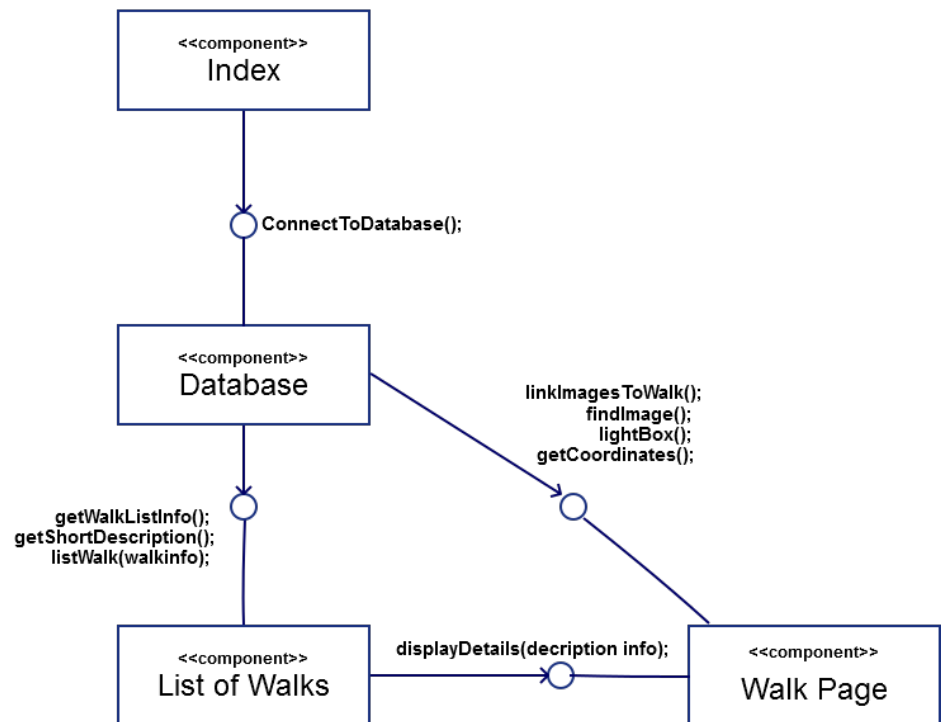 <<component>>
Index
ConnectToDatabase();
<<component>>
Database
linkImagesToWalk();
findImage();
lightBox();
getCoordinates();
getWalkListInfo();
getShortDescription();
listWalk(walkinfo);
<<component>>
List of Walks
displayDetails(decription info);
<<component>>
Walk Page